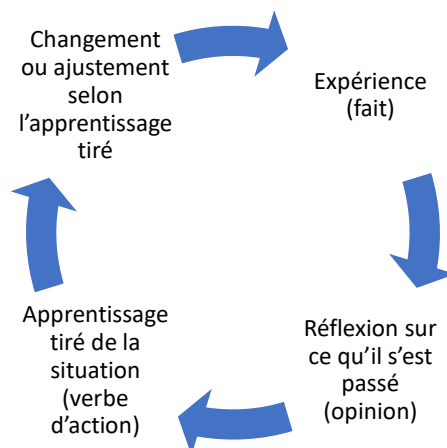 Changement
ou ajustement
selon
l’apprentissage
tiré
Expérience
(fait)
Réflexion sur
ce qu’il s’est
passé
(opinion)
Apprentissage
tiré de la
situation
(verbe
d’action)